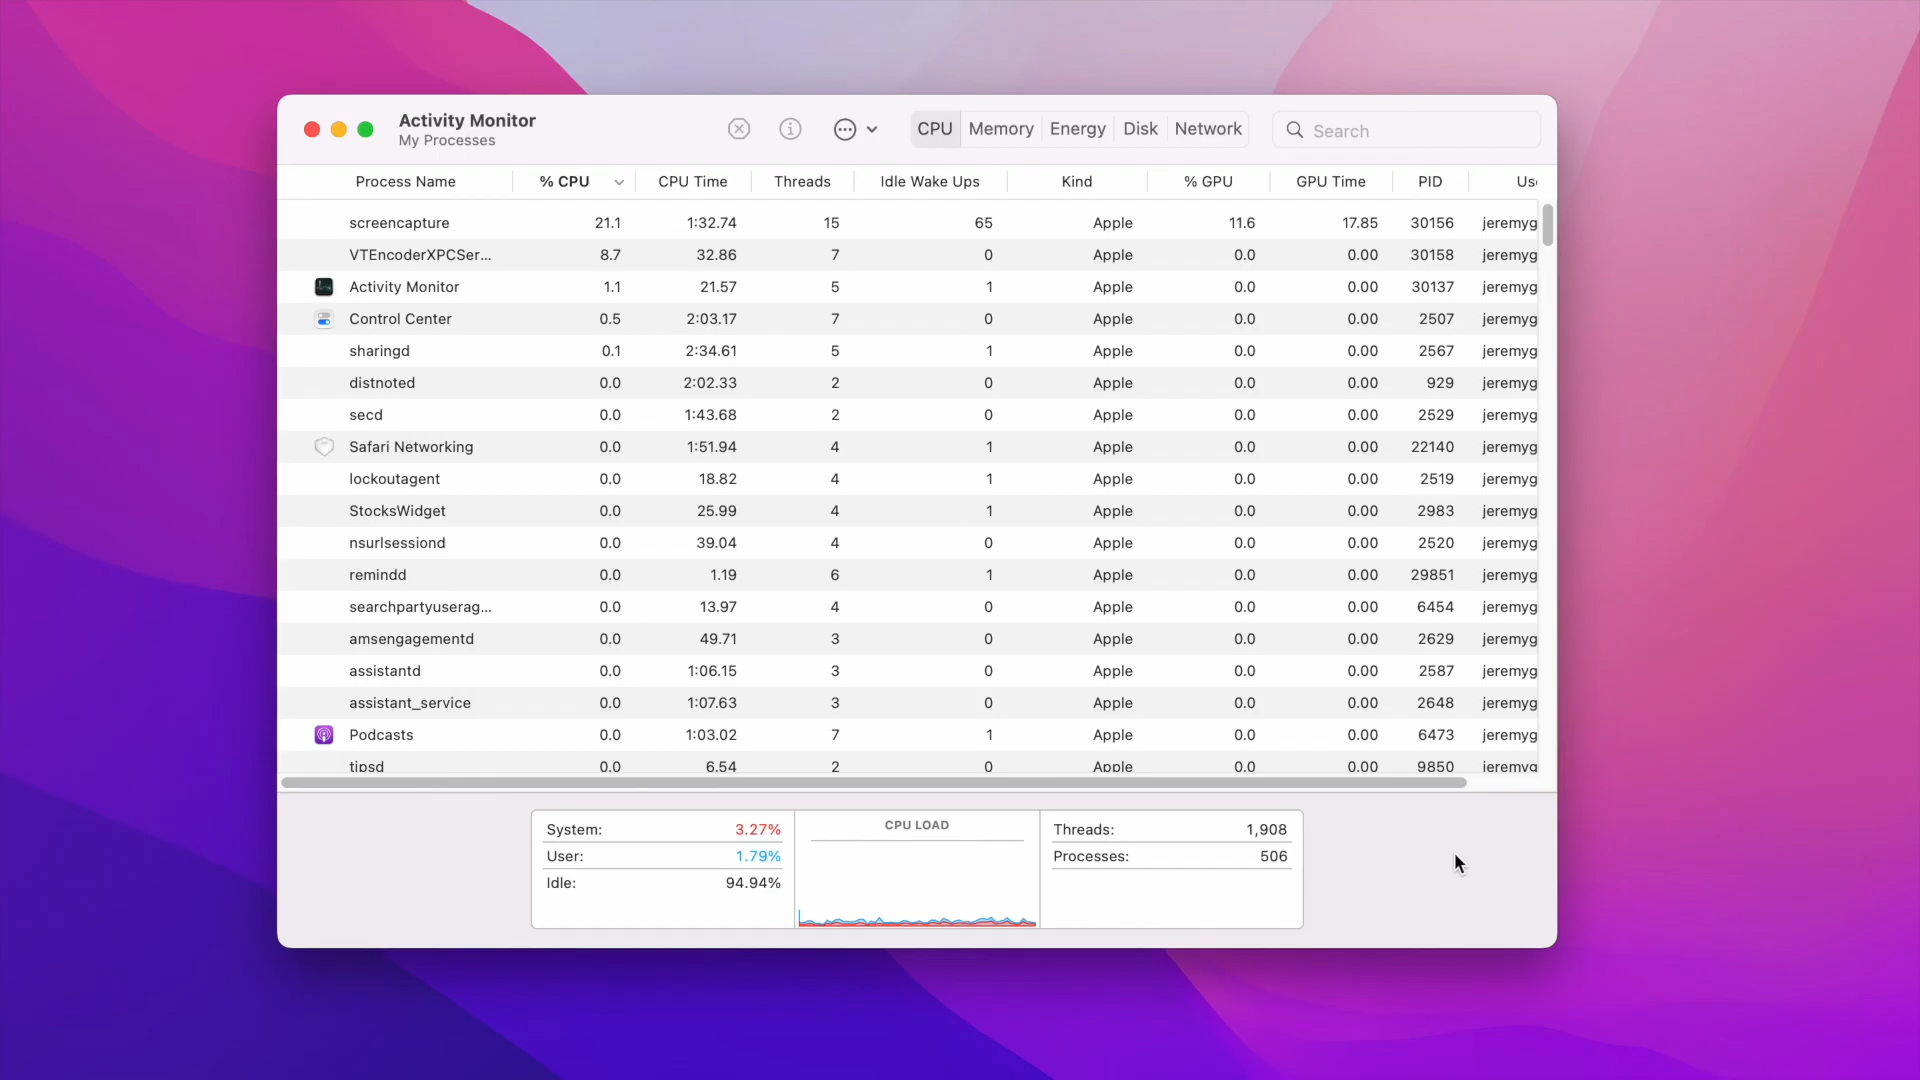 Activity Monitor
My Processes
CPU Memory Energy Disk Network
Search
Process Name % CPU CPU Time Threads Idle Wake Ups Kind % GPU GPU Time PID
screencapture 21.1 1:32.74 15 65 Apple 11.6 17.85 30156 jeremyg
VTEncoderXPCSer... 8.7 32.86 7 0 Apple 0.0 0.00 30158 jeremyg
Activity Monitor 1.1 21.57 5 1 Apple 0.0 0.00 30137 jeremyg
Control Center 0.5 2:03.17 7 0 Apple 0.0 0.00 2507 jeremyg
sharingd 0.1 2:34.61 5 1 Apple 0.0 0.00 2567 jeremyg
distnoted 0.0 2:02.33 2 0 Apple 0.0 0.00 929 jeremyg
secd 0.0 1:43.68 2 0 Apple 0.0 0.00 2529 jeremyg
Safari Networking 0.0 1:51.94 4 1 Apple 0.0 0.00 22140 jeremyg
lockoutagent 0.0 18.82 4 1 Apple 0.0 0.00 2519 jeremyg
StocksWidget 0.0 25.99 4 1 Apple 0.0 0.00 2983 jeremyg
nsurlsessiond 0.0 39.04 4 0 Apple 0.0 0.00 2520 jeremyg
remindd 0.0 1.19 6 1 Apple 0.0 0.00 29851 jeremyg
searchpartyuserag... 0.0 13.97 4 0 Apple 0.0 0.00 6454 jeremyg
amsengagementd 0.0 49.71 3 0 Apple 0.0 0.00 2629 jeremyg
assistantd 0.0 1:06.15 3 0 Apple 0.0 0.00 2587 jeremyg
assistant_service 0.0 1:07.63 3 0 Apple 0.0 0.00 2648 jeremyg
Podcasts 0.0 1:03.02 7 1 Apple 0.0 0.00 6473 jeremyg
tipsd 0.0 6.54 2 0 Apple 0.0 0.00 9850 jeremyg
System: 3.27%
User: 1.79%
Idle: 94.94%
CPU LOAD
Threads: 1,908
Processes: 506